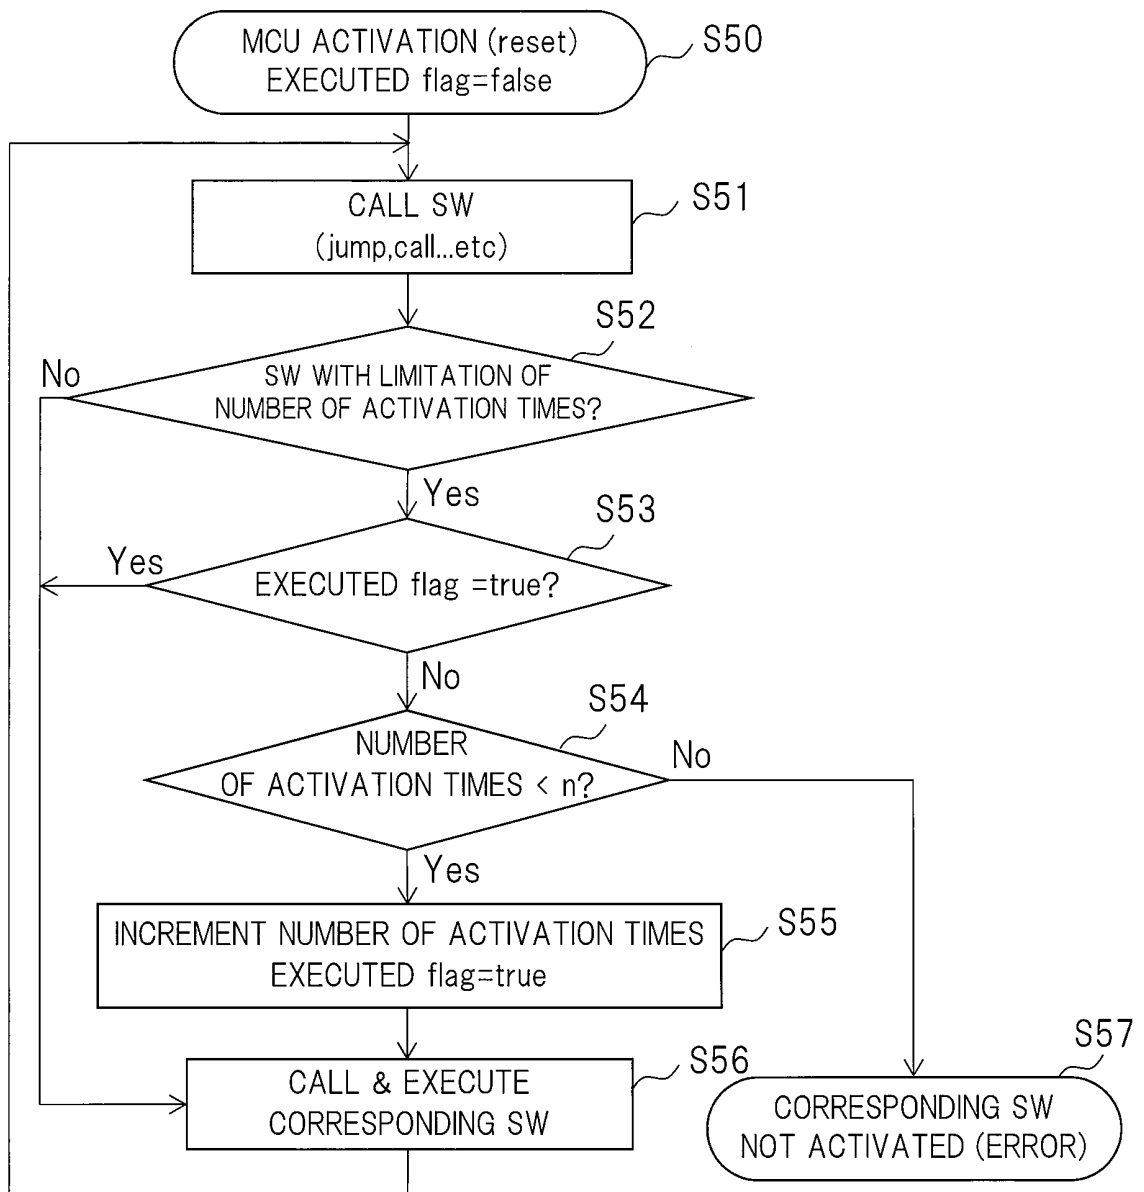 MCU ACTIVATION (reset)
EXECUTED flag=false
S50
CALL SW
(jump,call...etc)
S51
S52
No
SW WITH LIMITATION OF
NUMBER OF ACTIVATION TIMES?
Yes
S53
Yes
EXECUTED flag =true?
No
S54
NUMBER
OF ACTIVATION TIMES < n?
No
Yes
INCREMENT NUMBER OF ACTIVATION TIMES
EXECUTED flag=true
S55
CALL & EXECUTE
CORRESPONDING SW
S56
S57
CORRESPONDING SW
NOT ACTIVATED (ERROR)